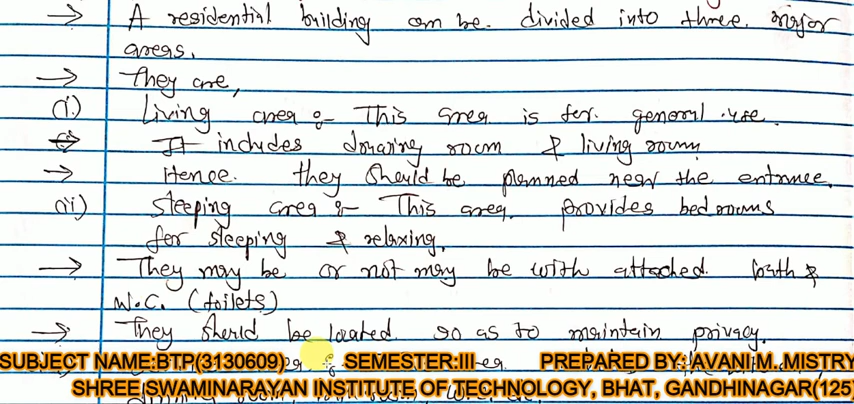 → A residential building can be divided into three major
areas.
→ They are,
(i) Living area :- This area is for general use.
→ It includes drawing room & living room
→ Hence they should be planned near the entrance.
(ii) Sleeping area :- This area provides bedrooms
for sleeping & relaxing.
→ They may be or not may be with attached bath &
W.C. (toilets)
→ They should be located so as to maintain privacy.
SUBJECT NAME:BTP(3130609) SEMESTER:III PREPARED BY: AVANI M. MISTRY
SHREE SWAMINARAYAN INSTITUTE OF TECHNOLOGY, BHAT, GANDHINAGAR(125